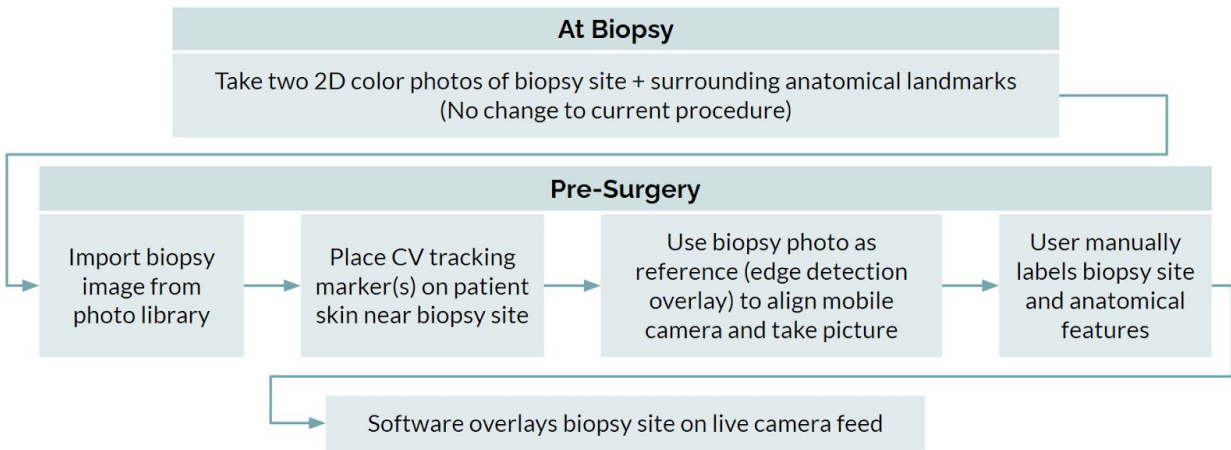 At Biopsy
Take two 2D color photos of biopsy site + surrounding anatomical landmarks
(No change to current procedure)
Pre-Surgery
Import biopsy
image from
photo library
Place CV tracking
marker(s) on patient
skin near biopsy site
Use biopsy photo as
reference (edge detection
overlay) to align mobile
camera and take picture
User manually
labels biopsy site
and anatomical
features
Software overlays biopsy site on live camera feed